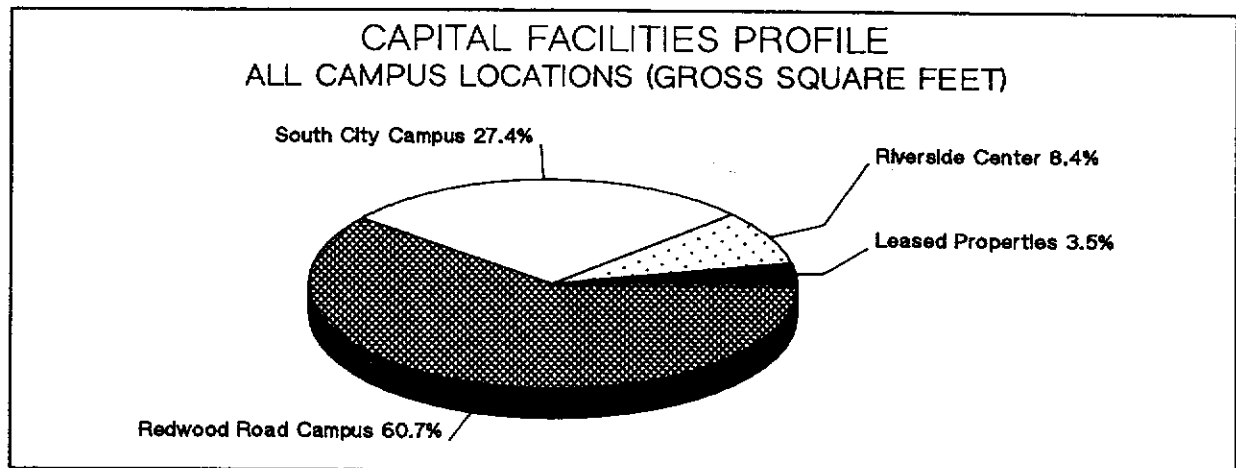 CAPITAL FACILITIES PROFILE
ALL CAMPUS LOCATIONS (GROSS SQUARE FEET)
South City Campus 27.4%
Riverside Center 8.4%
Leased Properties 3.5%
Redwood Road Campus 60.7%